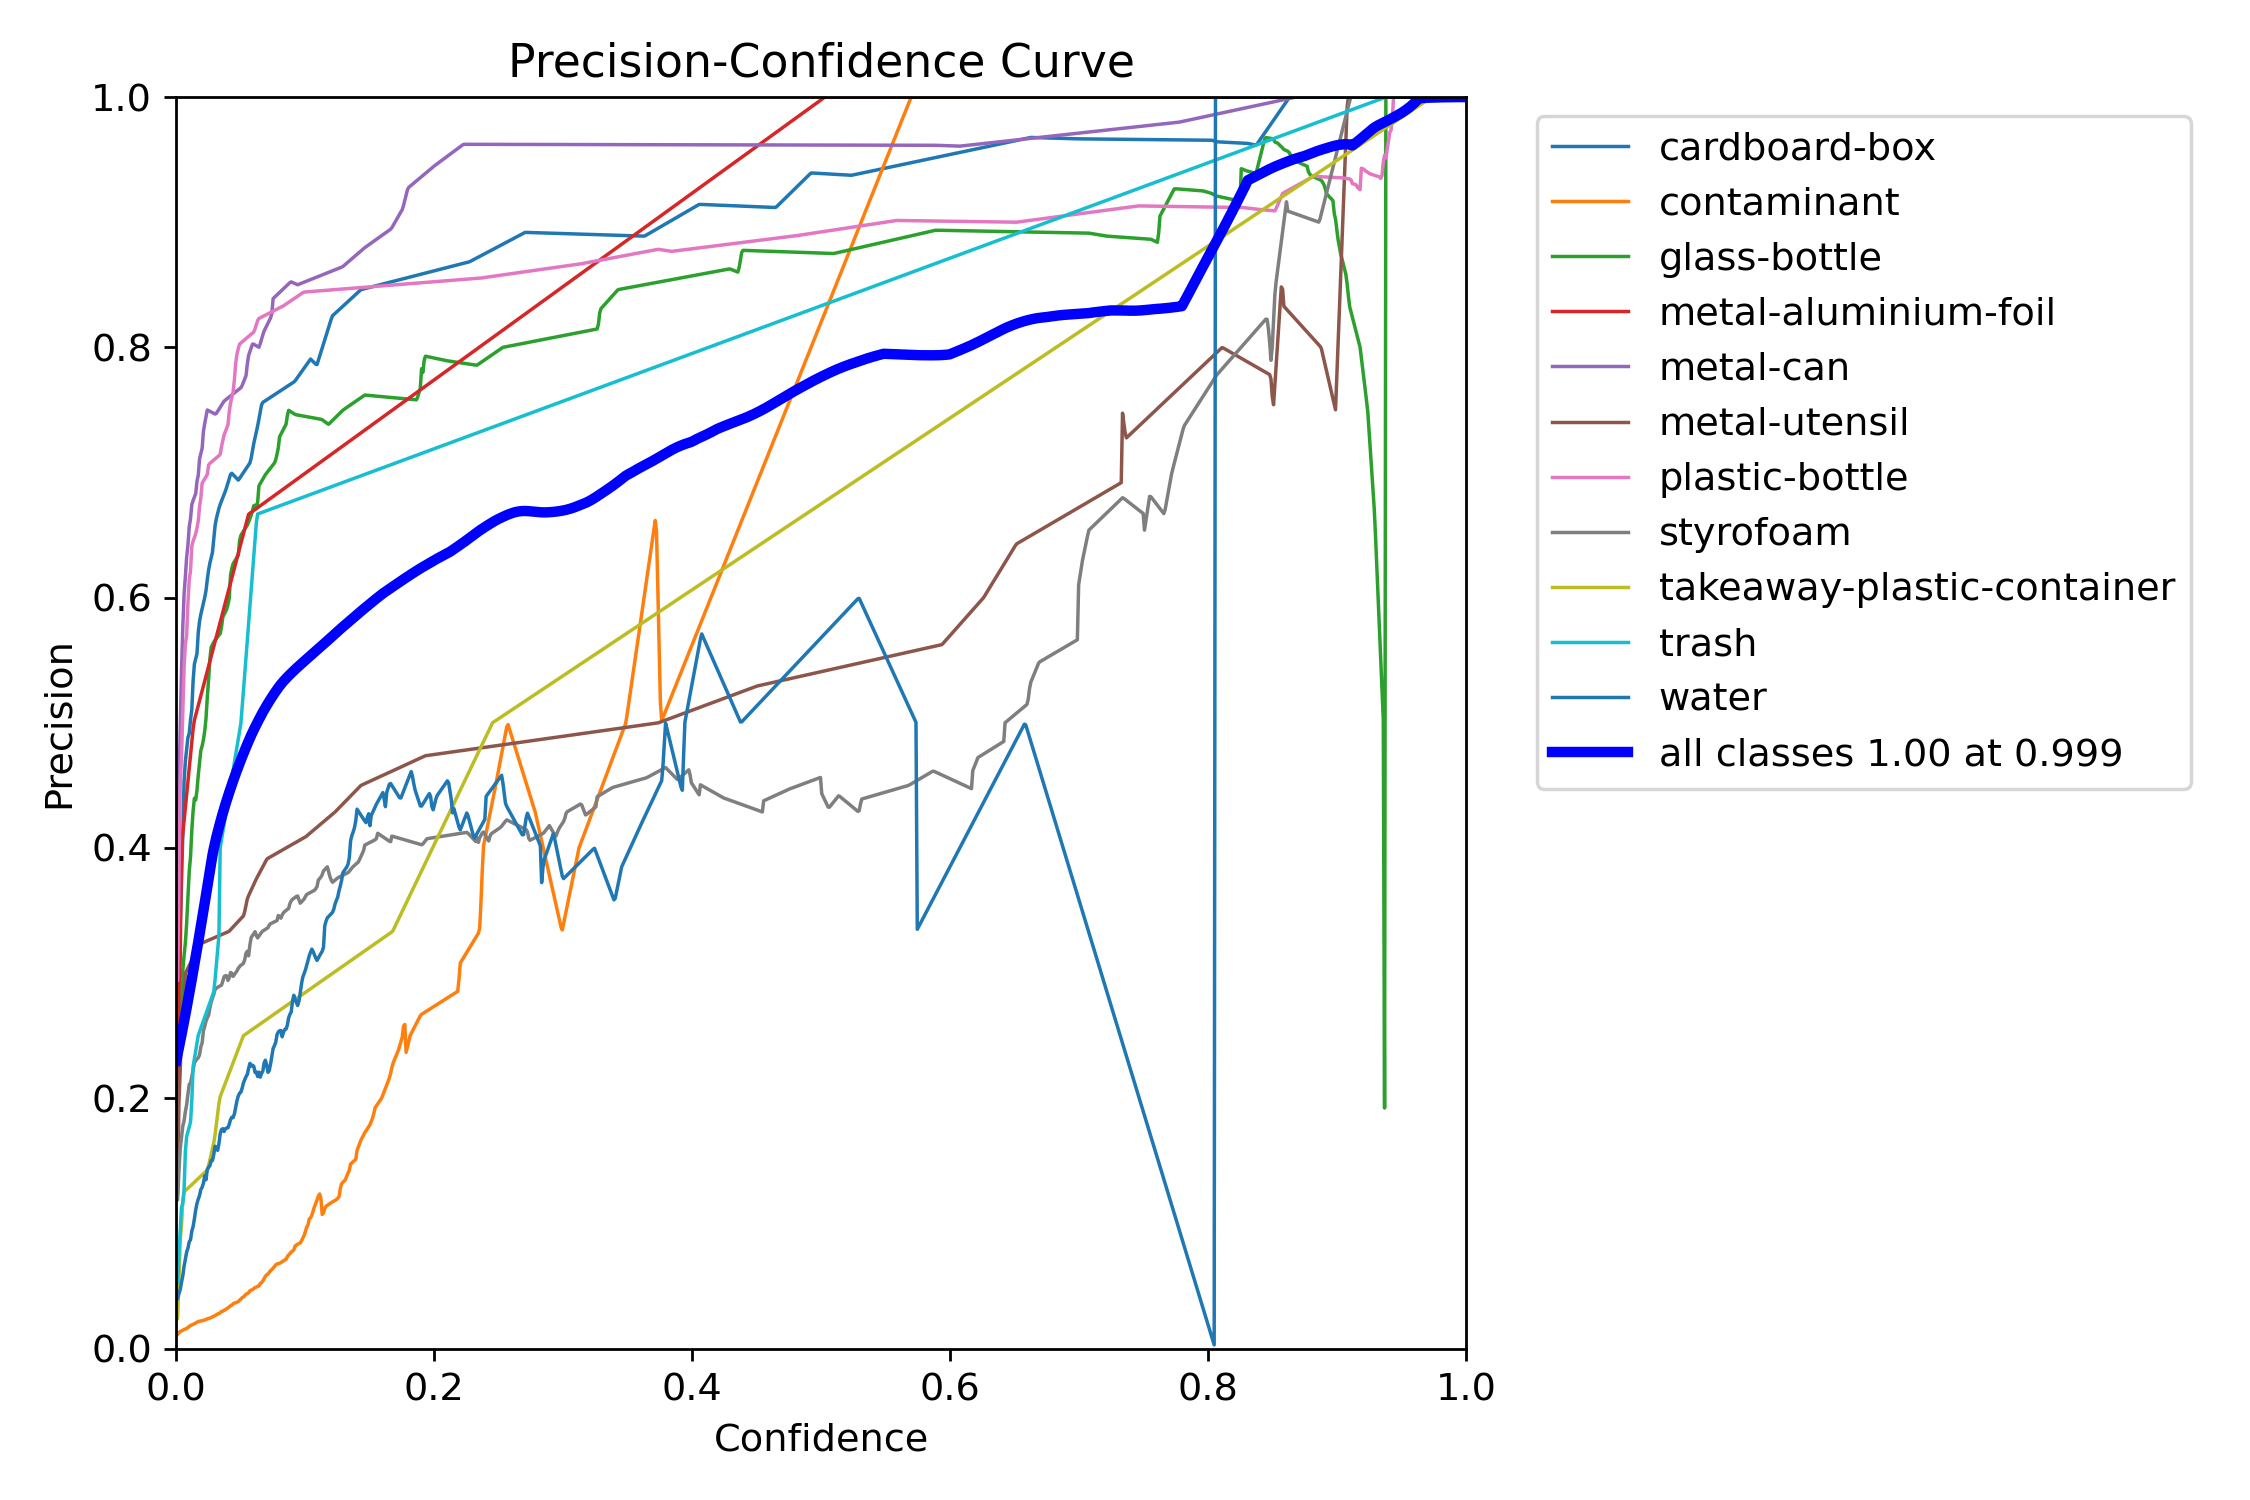 Precision-Confidence Curve
1.0
0.8
0.6
0.4
0.2
0.0
Precision
0.0 0.2 0.4 0.6 0.8 1.0
Confidence
cardboard-box
contaminant
glass-bottle
metal-aluminium-foil
metal-can
metal-utensil
plastic-bottle
styrofoam
takeaway-plastic-container
trash
water
all classes 1.00 at 0.999